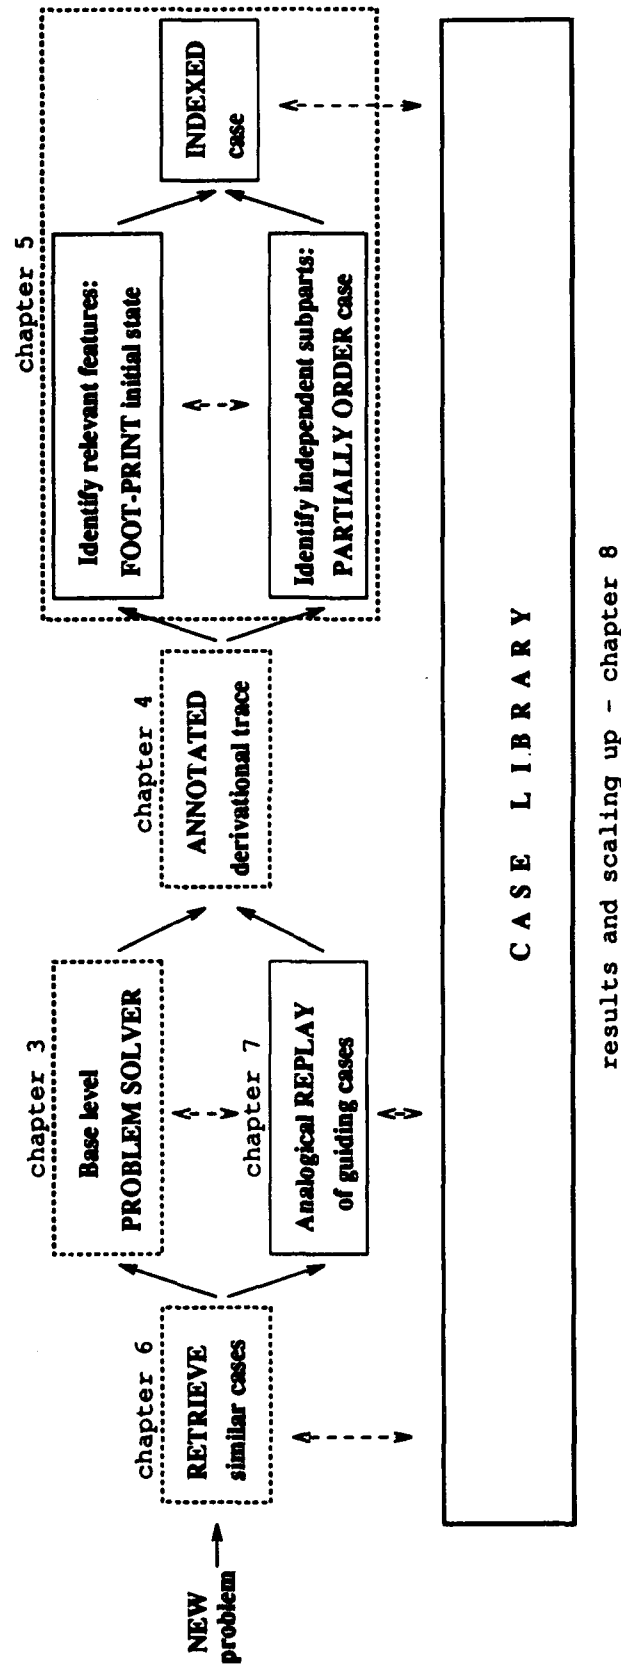 NEW
problem
chapter 6
RETRIEVE
similar cases
chapter 3
Base level
PROBLEM SOLVER
chapter 7
Analogical REPLAY
of guiding cases
chapter 4
ANNOTATED
derivational trace
chapter 5
Identify relevant features:
FOOT-PRINT initial state
Identify independent subparts:
PARTIALLY ORDER case
INDEXED
case
CASE LIBRARY
results and scaling up - chapter 8